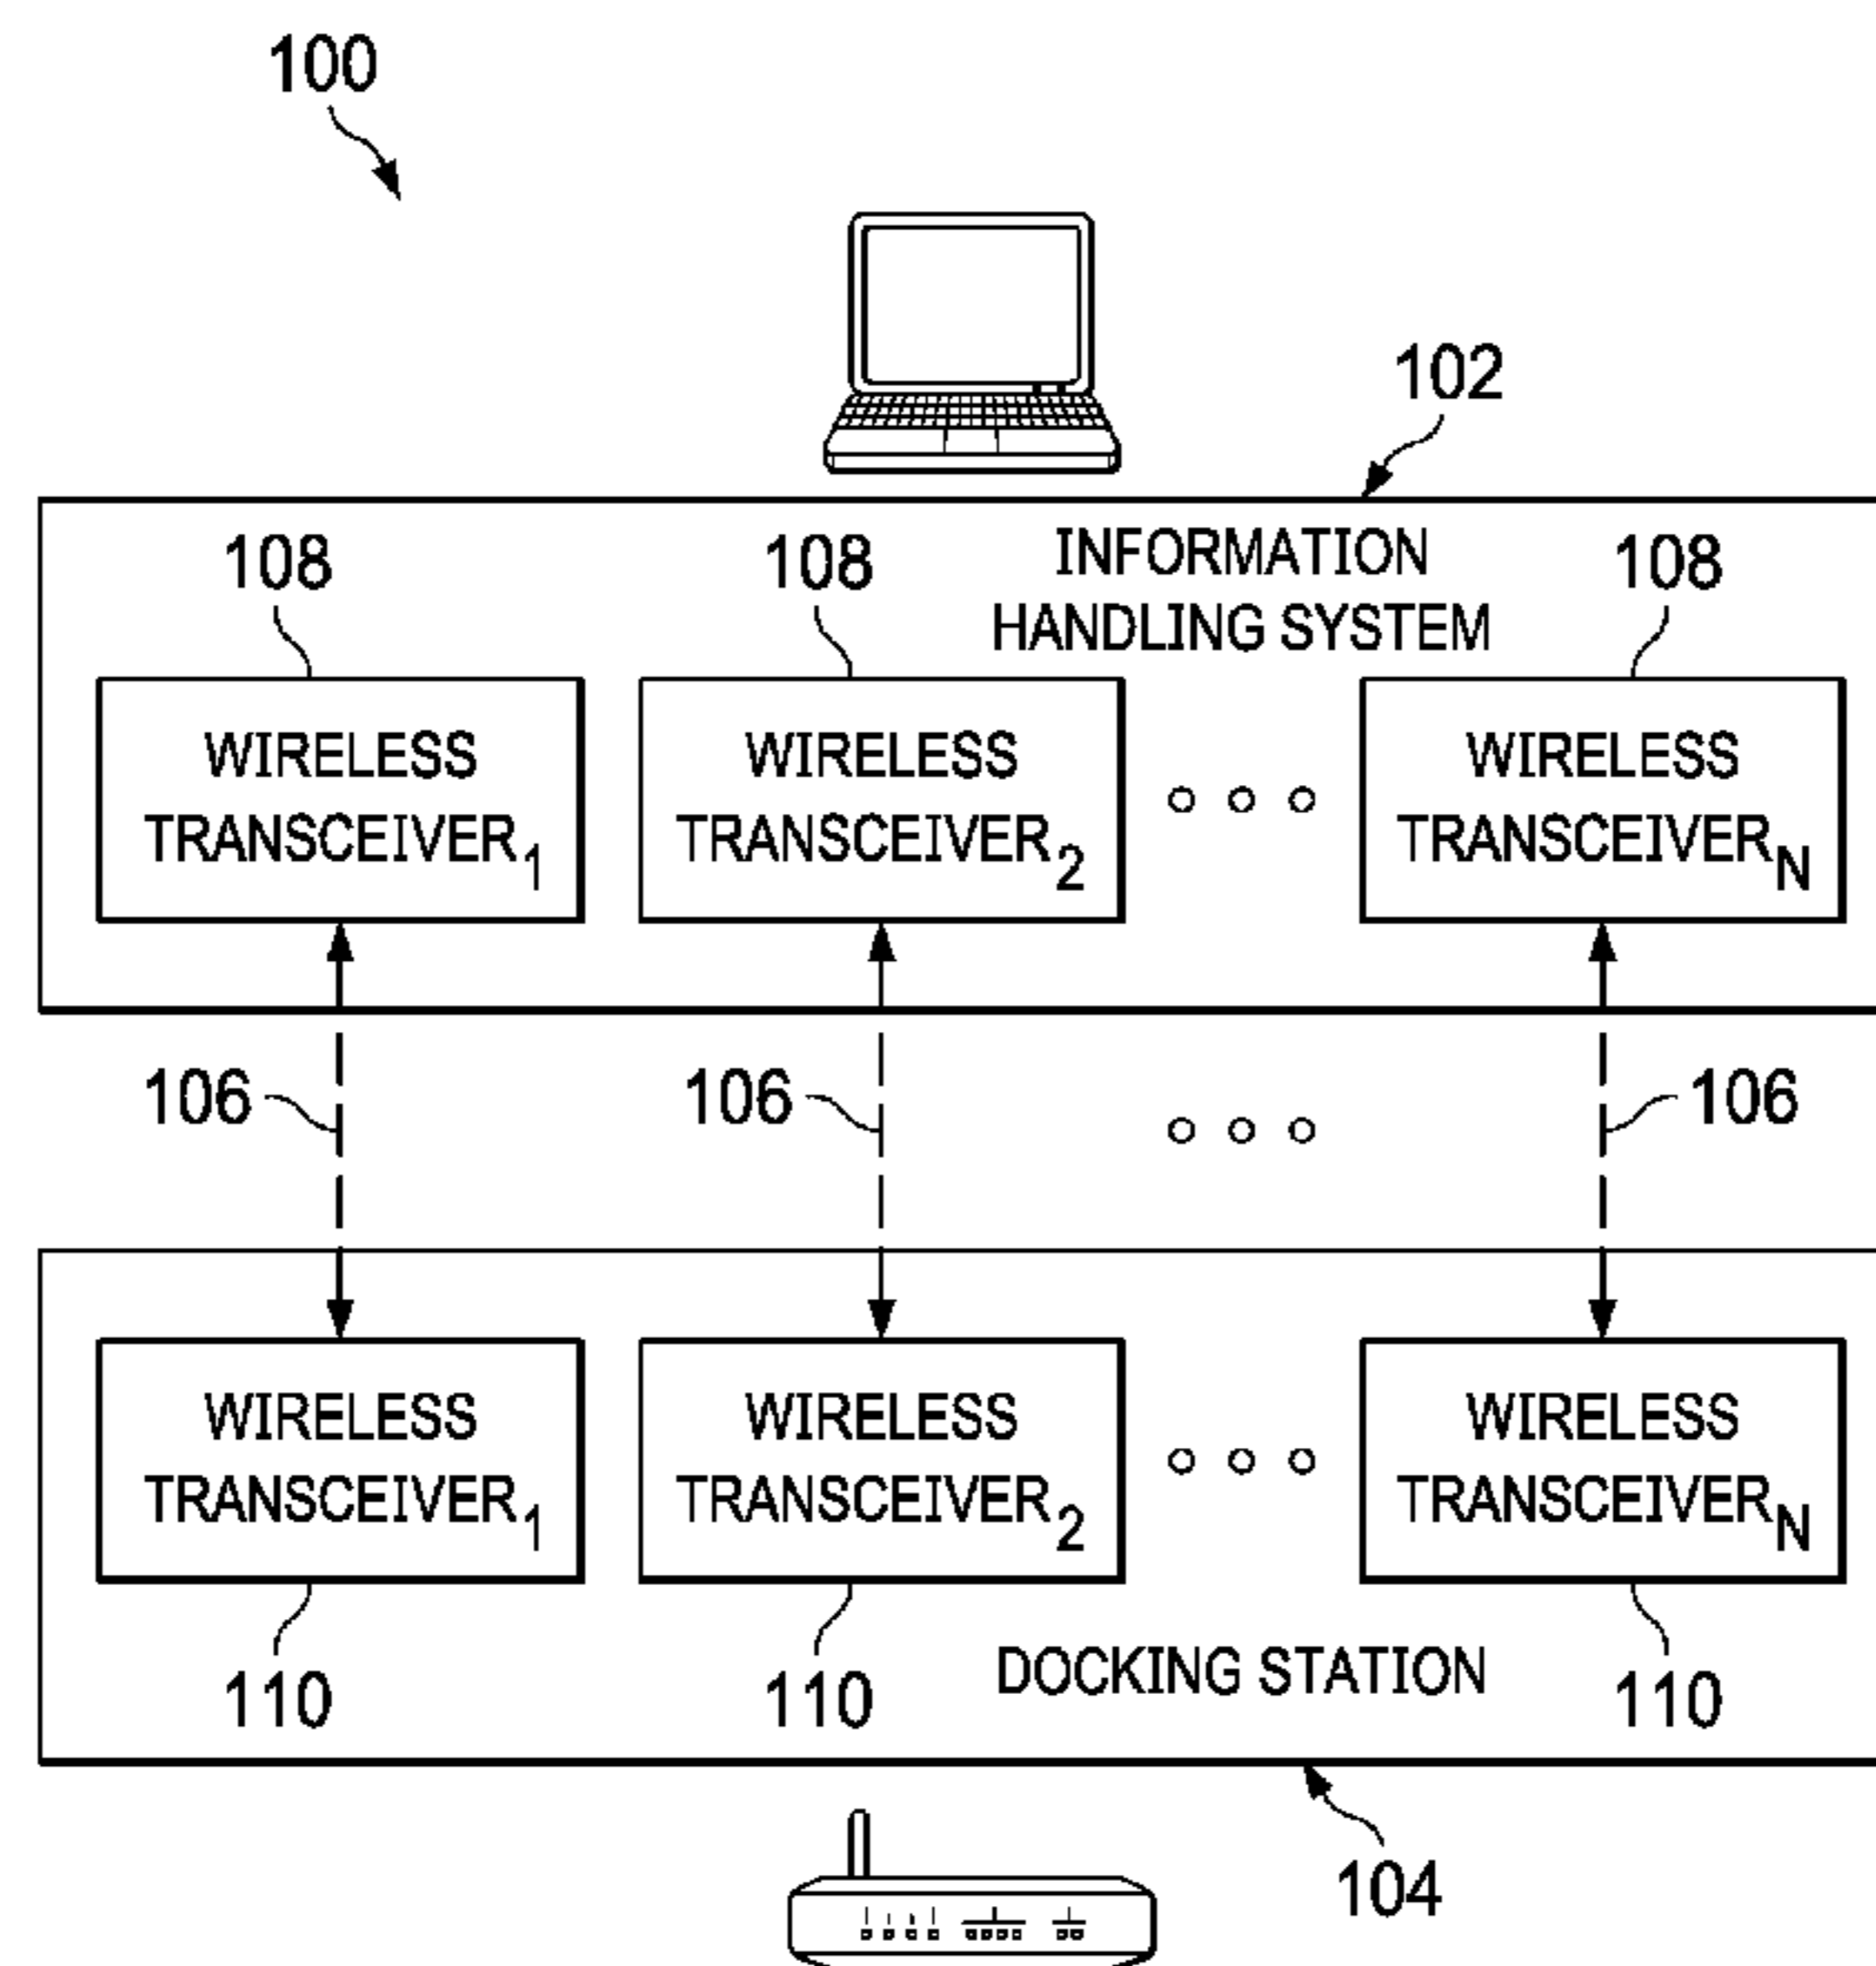 100
102
108 108 INFORMATION 108
HANDLING SYSTEM
WIRELESS WIRELESS WIRELESS
TRANSCEIVER1 TRANSCEIVER2 TRANSCEIVERN
106 106 106
WIRELESS WIRELESS WIRELESS
TRANSCEIVER1 TRANSCEIVER2 TRANSCEIVERN
110 110 DOCKING STATION 110
104